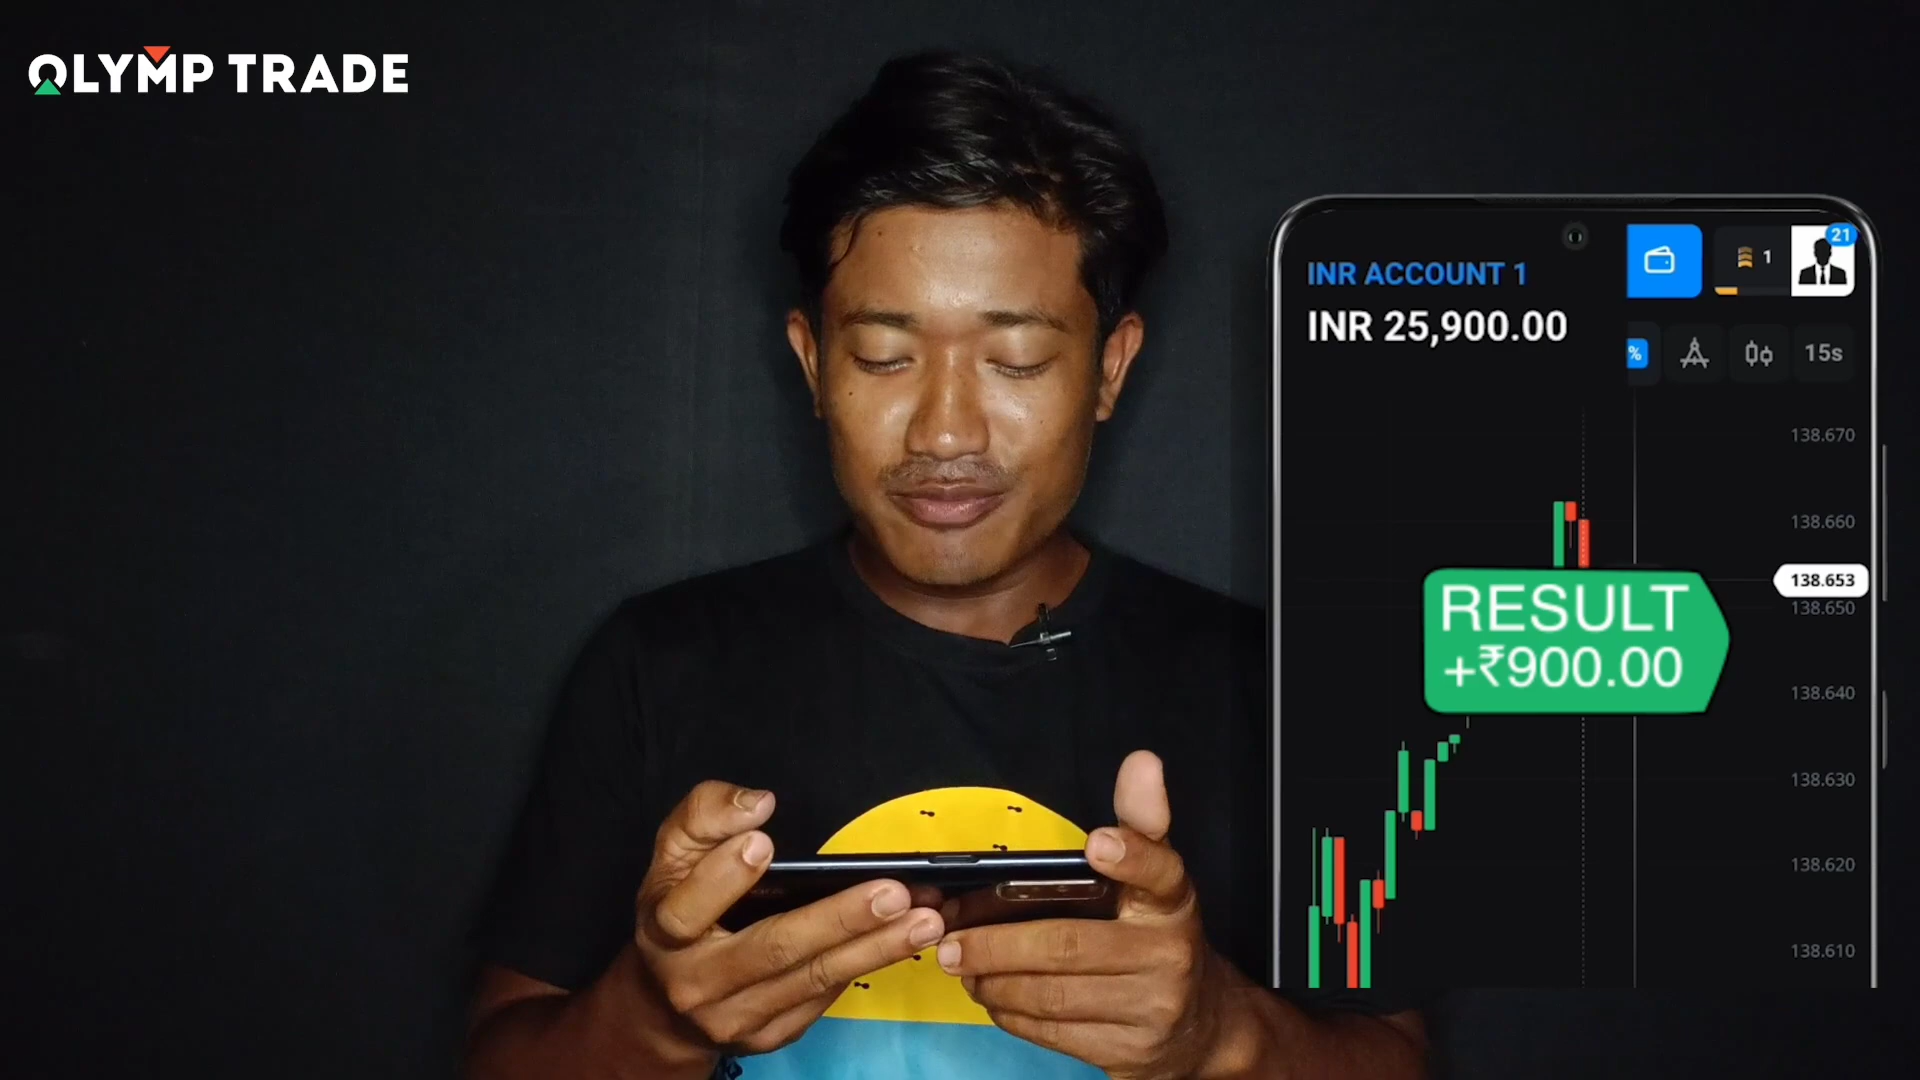 OLYMP TRADE
21
INR ACCOUNT 1
1
INR 25,900.00
%
15s
138.670
138.660
138.653
138.650
RESULT
+₹900.00
138.640
138.630
138.620
138.610